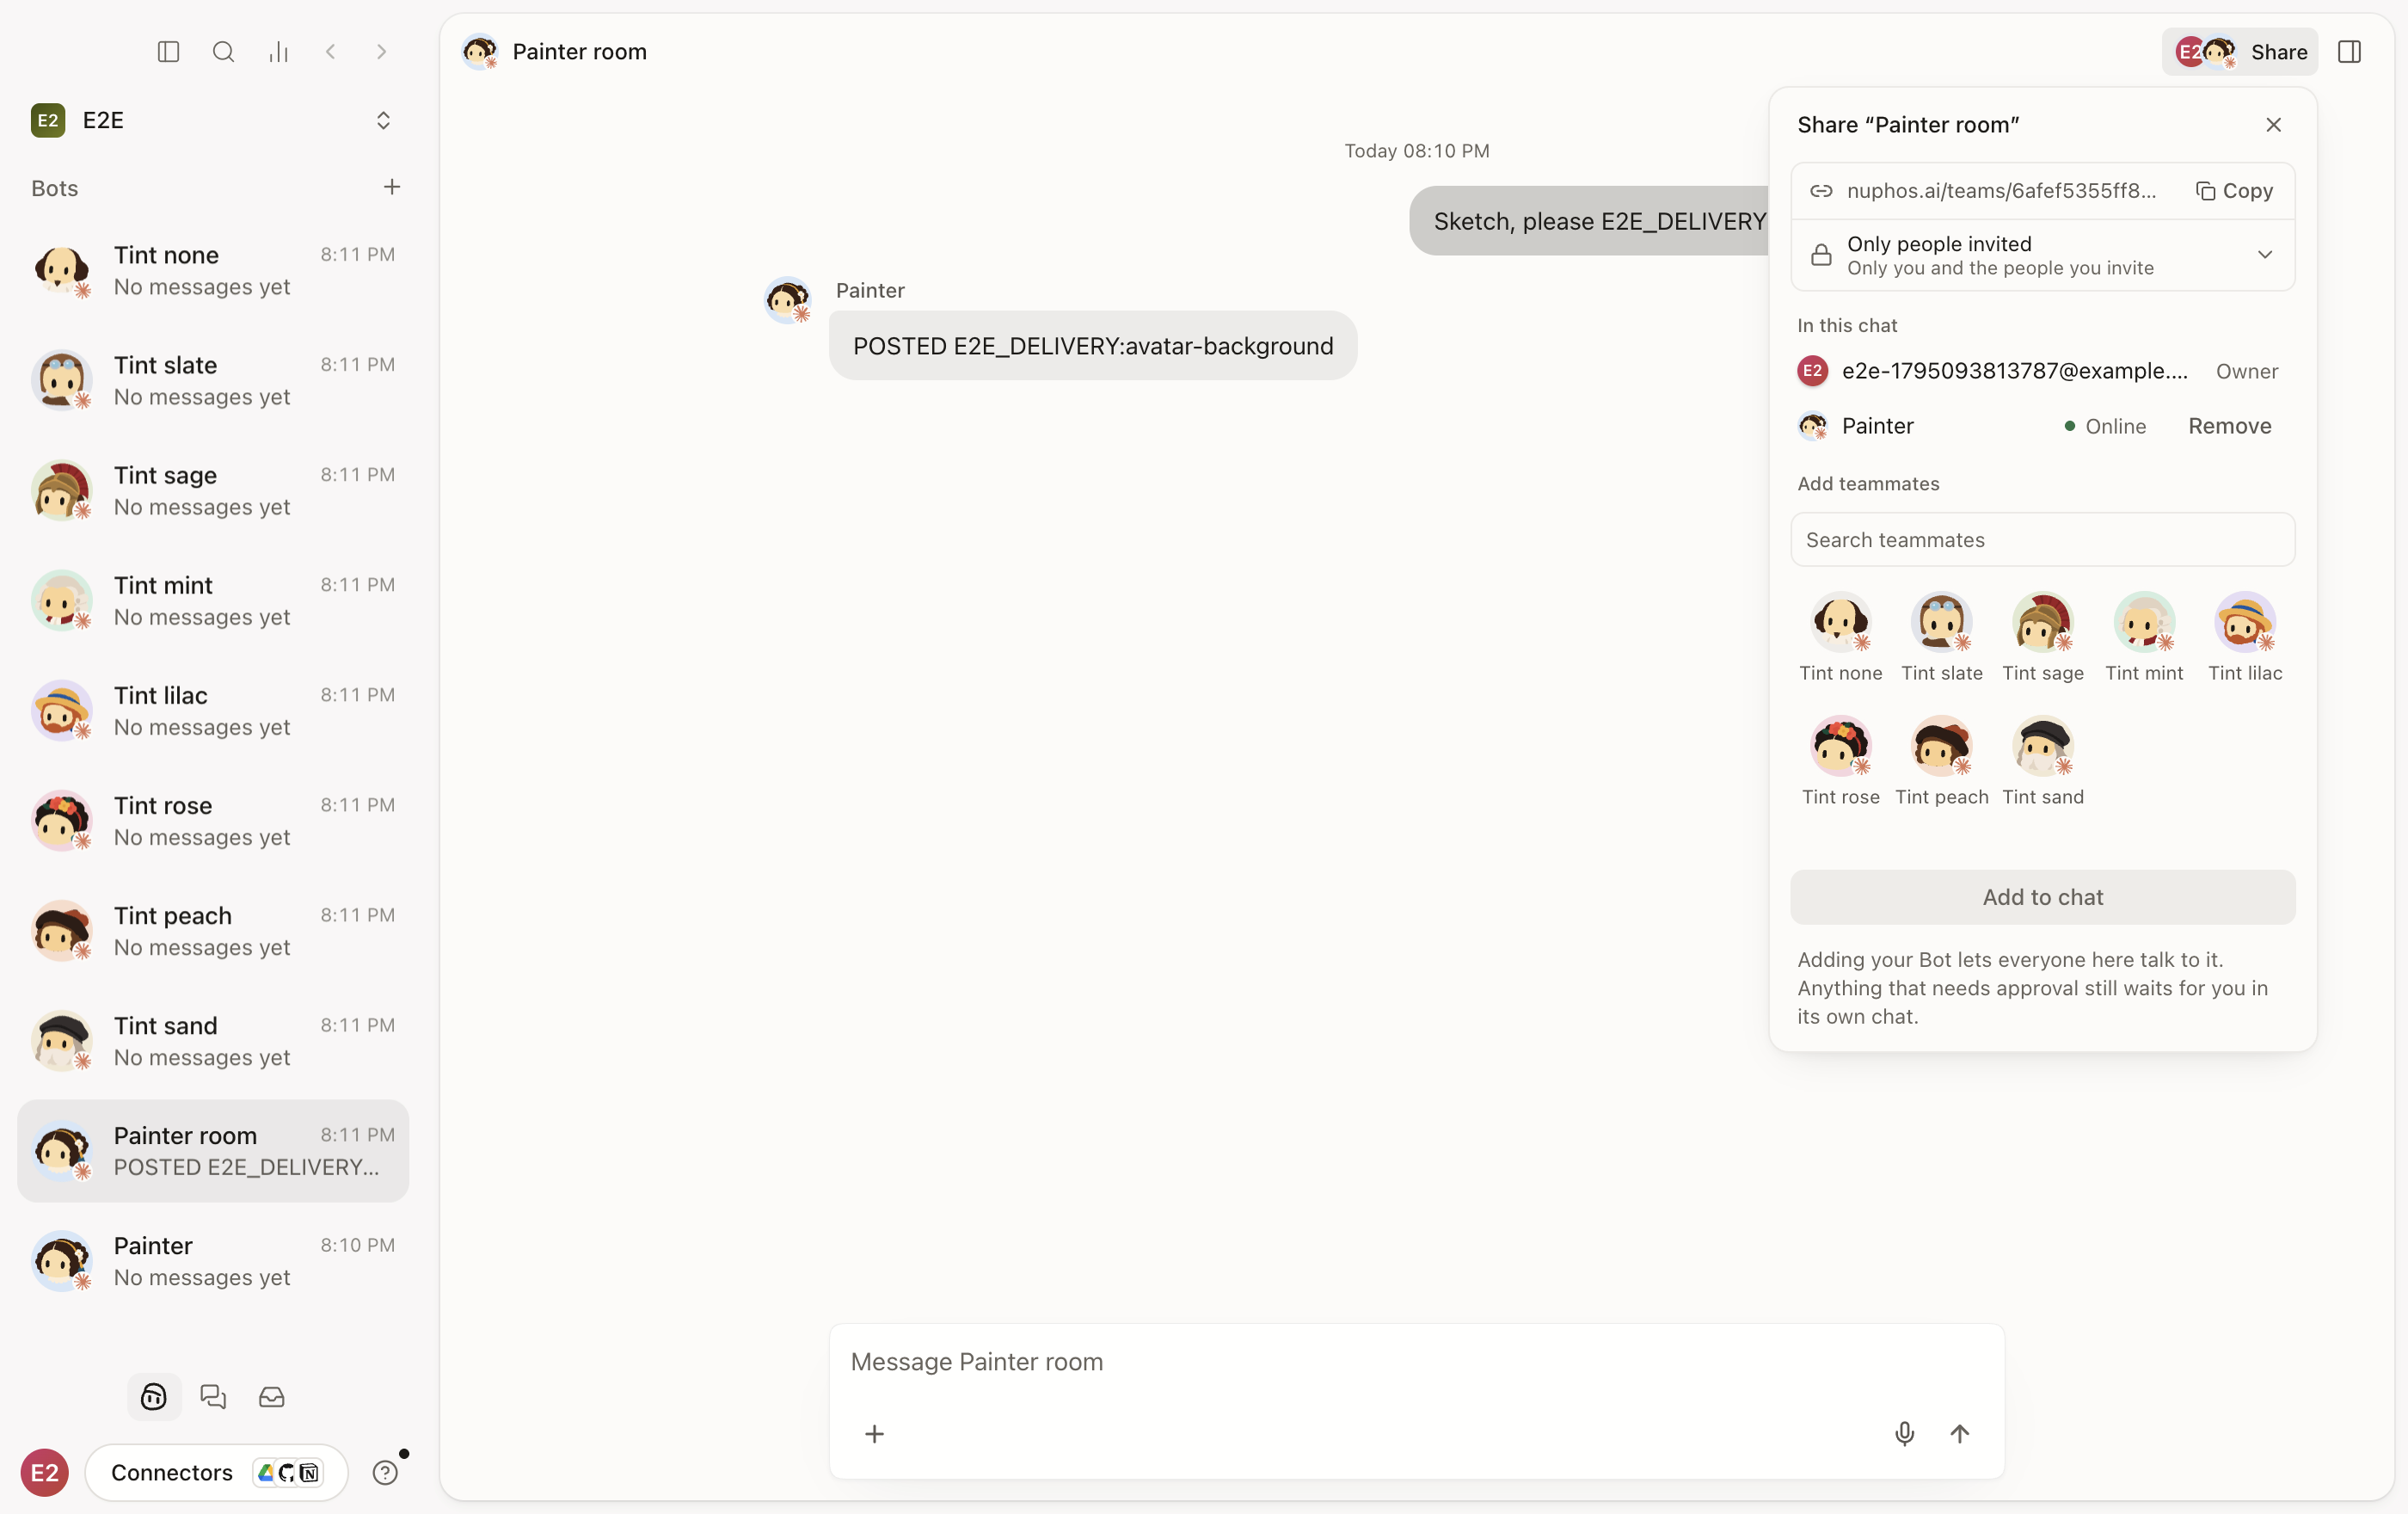 E2 E2E
Bots
Tint none 8:11 PM
No messages yet
Tint slate 8:11 PM
No messages yet
Tint sage 8:11 PM
No messages yet
Tint mint 8:11 PM
No messages yet
Tint lilac 8:11 PM
No messages yet
Tint rose 8:11 PM
No messages yet
Tint peach 8:11 PM
No messages yet
Tint sand 8:11 PM
No messages yet
Painter room 8:11 PM
POSTED E2E_DELIVERY...
Painter 8:10 PM
No messages yet
E2 Connectors
Painter room
E2 Share
Today 08:10 PM
Sketch, please E2E_DELIVERY
Painter
POSTED E2E_DELIVERY:avatar-background
Message Painter room
Share “Painter room”
nuphos.ai/teams/6afef5355ff8... Copy
Only people invited
Only you and the people you invite
In this chat
E2 e2e-1795093813787@example.... Owner
Painter Online Remove
Add teammates
Search teammates
Tint none Tint slate Tint sage Tint mint Tint lilac
Tint rose Tint peach Tint sand
Add to chat
Adding your Bot lets everyone here talk to it.
Anything that needs approval still waits for you in
its own chat.